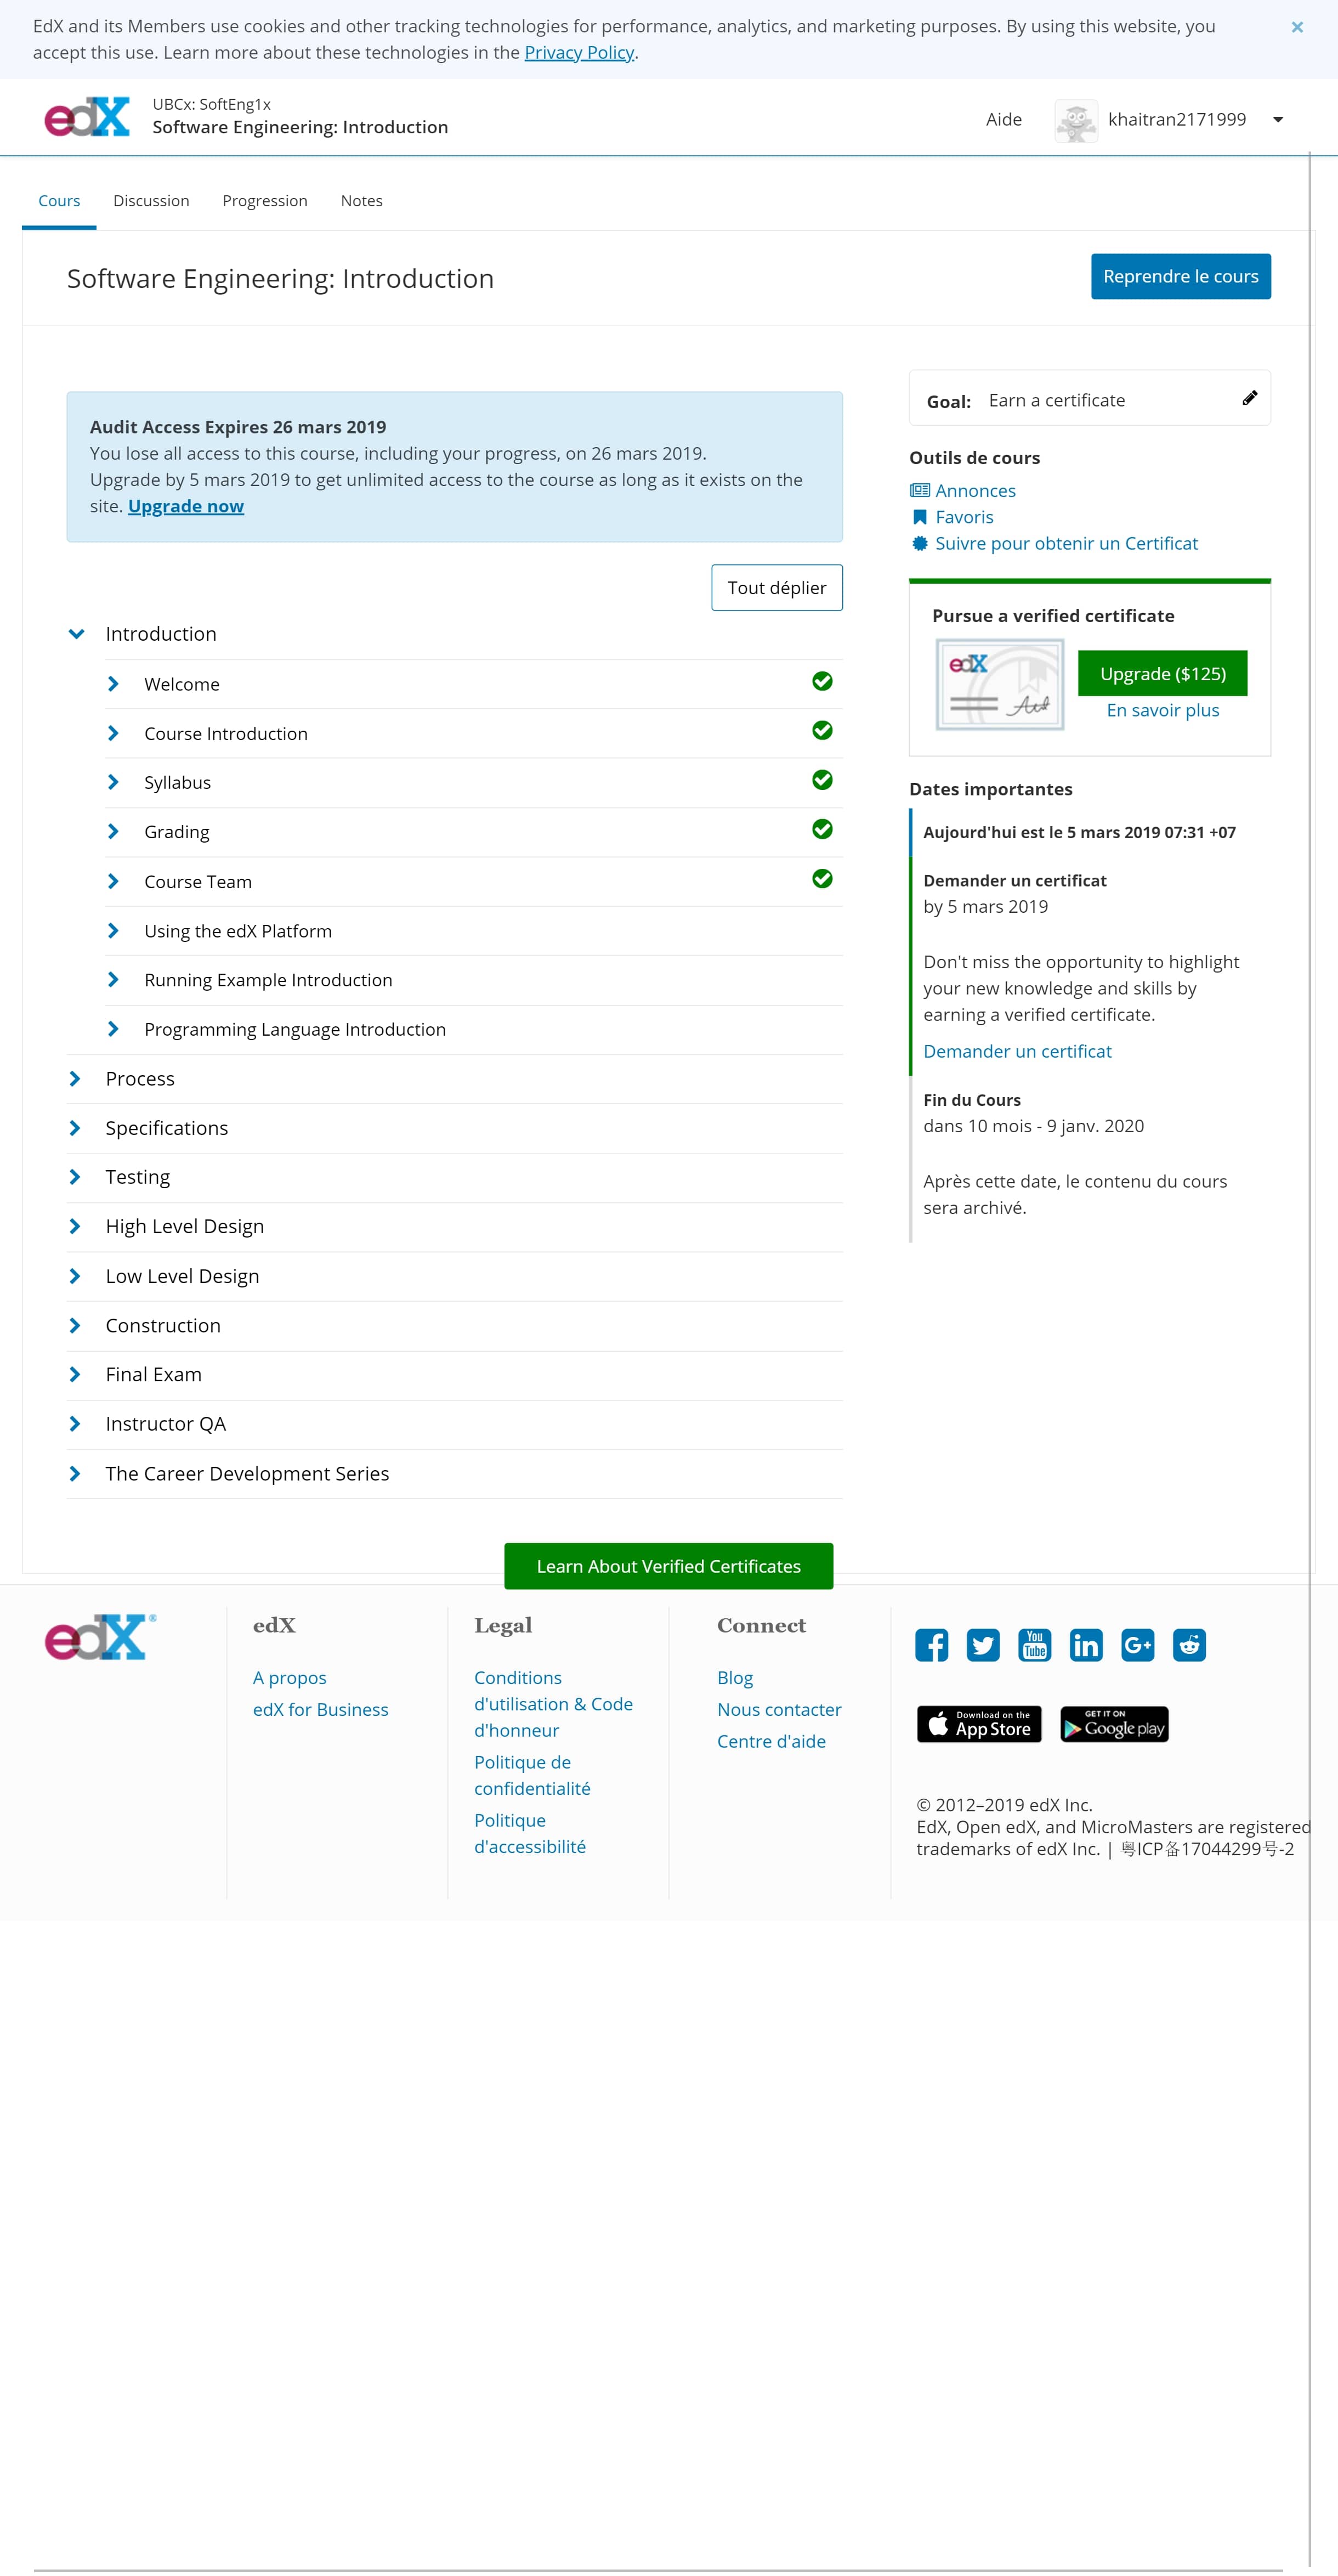 EdX and its Members use cookies and other tracking technologies for performance, analytics, and marketing purposes. By using this website, you
accept this use. Learn more about these technologies in the Privacy Policy.
×
edX
UBCx: SoftEng1x
Software Engineering: Introduction
Aide
khaitran2171999
Cours
Discussion
Progression
Notes
Software Engineering: Introduction
Reprendre le cours
Audit Access Expires 26 mars 2019
You lose all access to this course, including your progress, on 26 mars 2019.
Upgrade by 5 mars 2019 to get unlimited access to the course as long as it exists on the
site. Upgrade now
Tout déplier
Introduction
Welcome
Course Introduction
Syllabus
Grading
Course Team
Using the edX Platform
Running Example Introduction
Programming Language Introduction
Process
Specifications
Testing
High Level Design
Low Level Design
Construction
Final Exam
Instructor QA
The Career Development Series
Goal: Earn a certificate
Outils de cours
Annonces
Favoris
Suivre pour obtenir un Certificat
Pursue a verified certificate
edX
Upgrade ($125)
En savoir plus
Dates importantes
Aujourd'hui est le 5 mars 2019 07:31 +07
Demander un certificat
by 5 mars 2019
Don't miss the opportunity to highlight
your new knowledge and skills by
earning a verified certificate.
Demander un certificat
Fin du Cours
dans 10 mois - 9 janv. 2020
Après cette date, le contenu du cours
sera archivé.
Learn About Verified Certificates
edX®
edX
A propos
edX for Business
Legal
Conditions
d'utilisation & Code
d'honneur
Politique de
confidentialité
Politique
d'accessibilité
Connect
Blog
Nous contacter
Centre d'aide
You
Tube
in
G+
Download on the
App Store
GET IT ON
Google play
© 2012–2019 edX Inc.
EdX, Open edX, and MicroMasters are registered
trademarks of edX Inc. | 粤ICP备17044299号-2